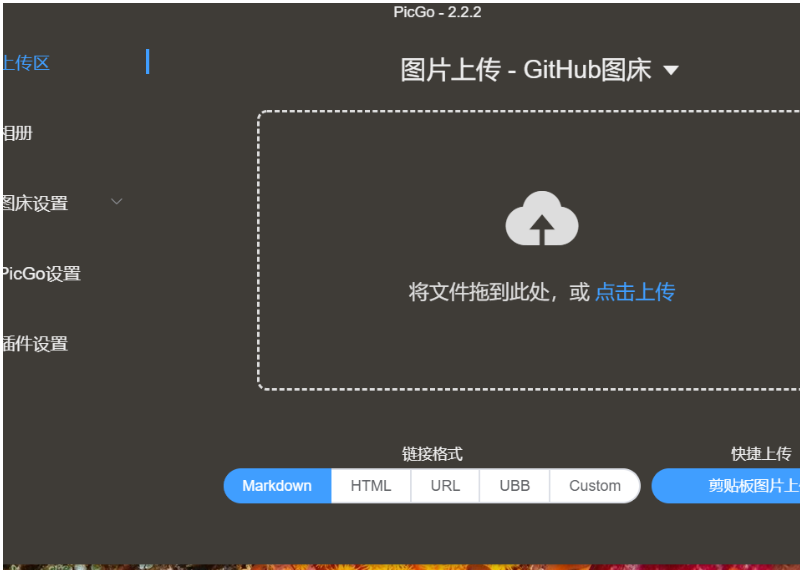 PicGo - 2.2.2
上传区
相册
图床设置
PicGo设置
插件设置
图片上传 - GitHub图床
将文件拖到此处，或 点击上传
链接格式
Markdown HTML URL UBB Custom
快捷上传
剪贴板图片上